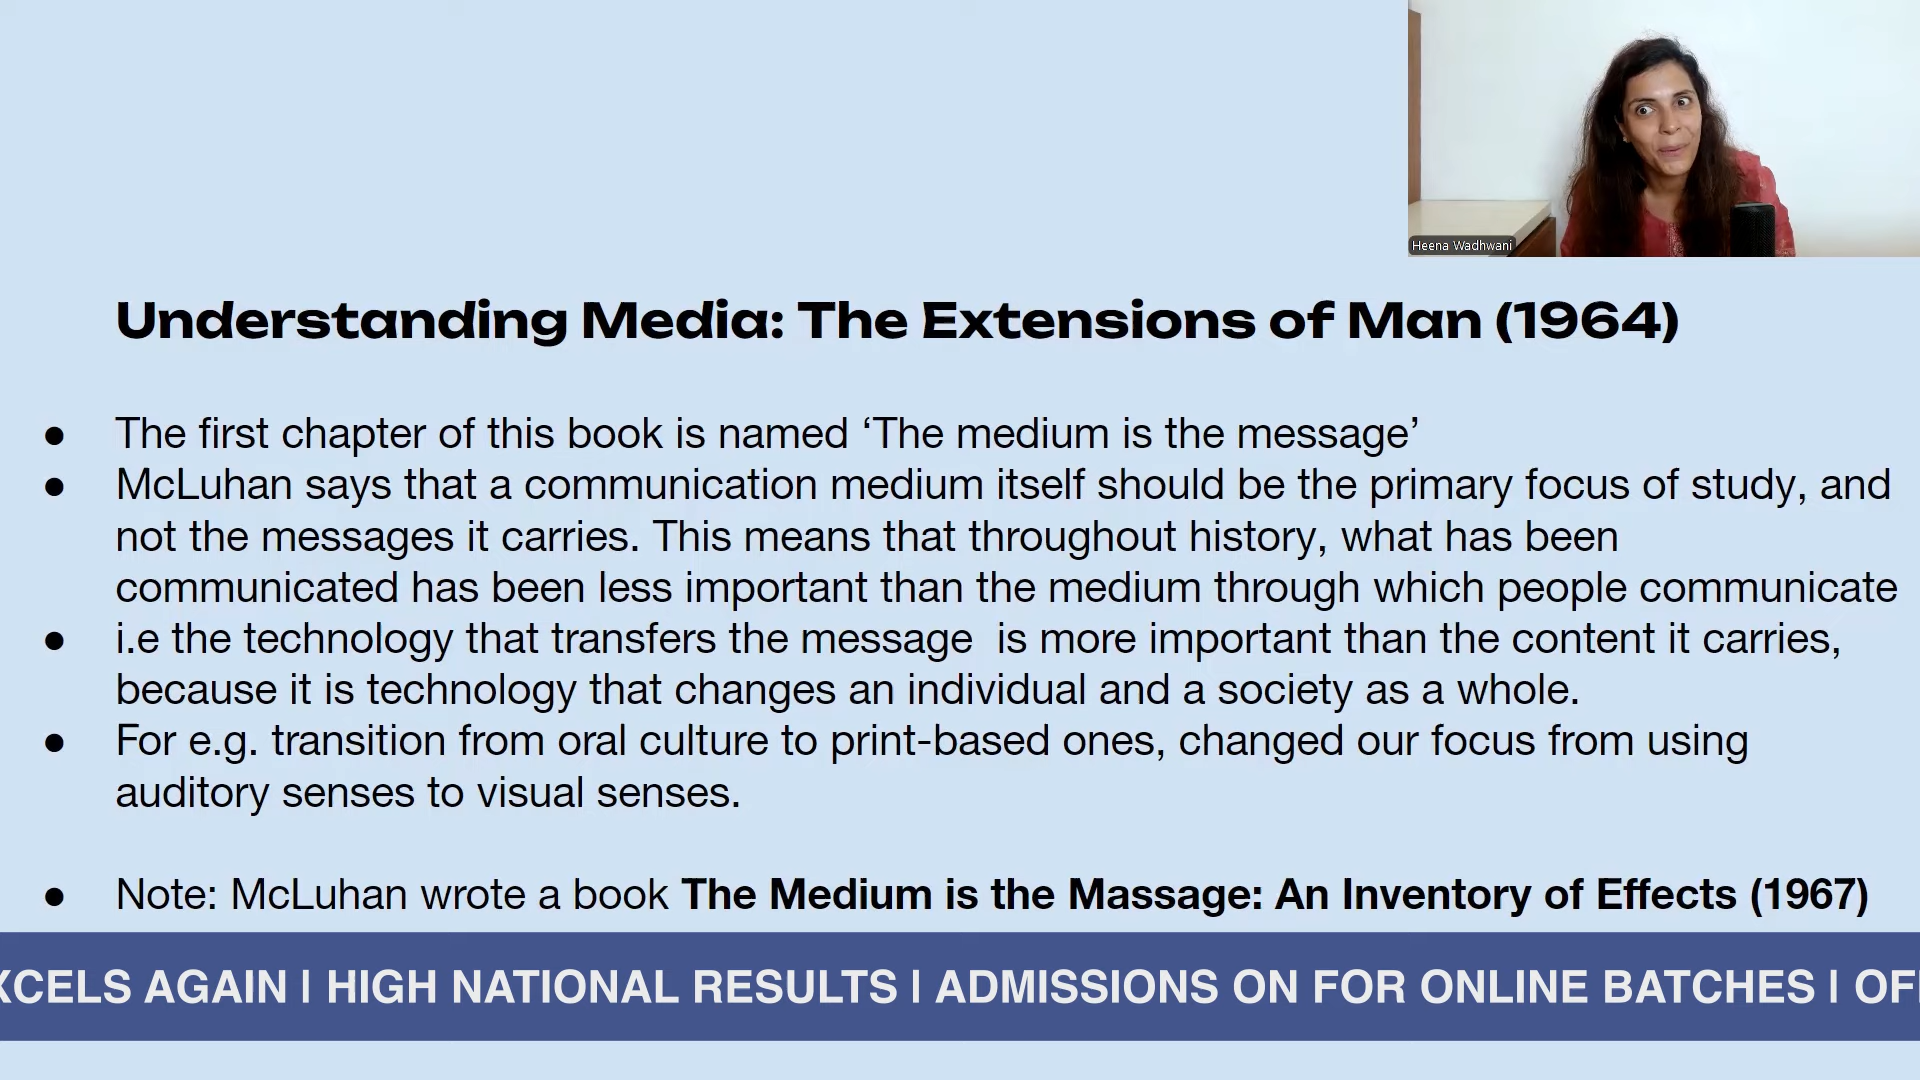 Heena Wadhwani
Understanding Media: The Extensions of Man (1964)
● The first chapter of this book is named ‘The medium is the message’
● McLuhan says that a communication medium itself should be the primary focus of study, and
not the messages it carries. This means that throughout history, what has been
communicated has been less important than the medium through which people communicate
● i.e the technology that transfers the message  is more important than the content it carries,
because it is technology that changes an individual and a society as a whole.
● For e.g. transition from oral culture to print-based ones, changed our focus from using
auditory senses to visual senses.
● Note: McLuhan wrote a book The Medium is the Massage: An Inventory of Effects (1967)
XCELS AGAIN | HIGH NATIONAL RESULTS | ADMISSIONS ON FOR ONLINE BATCHES | OF